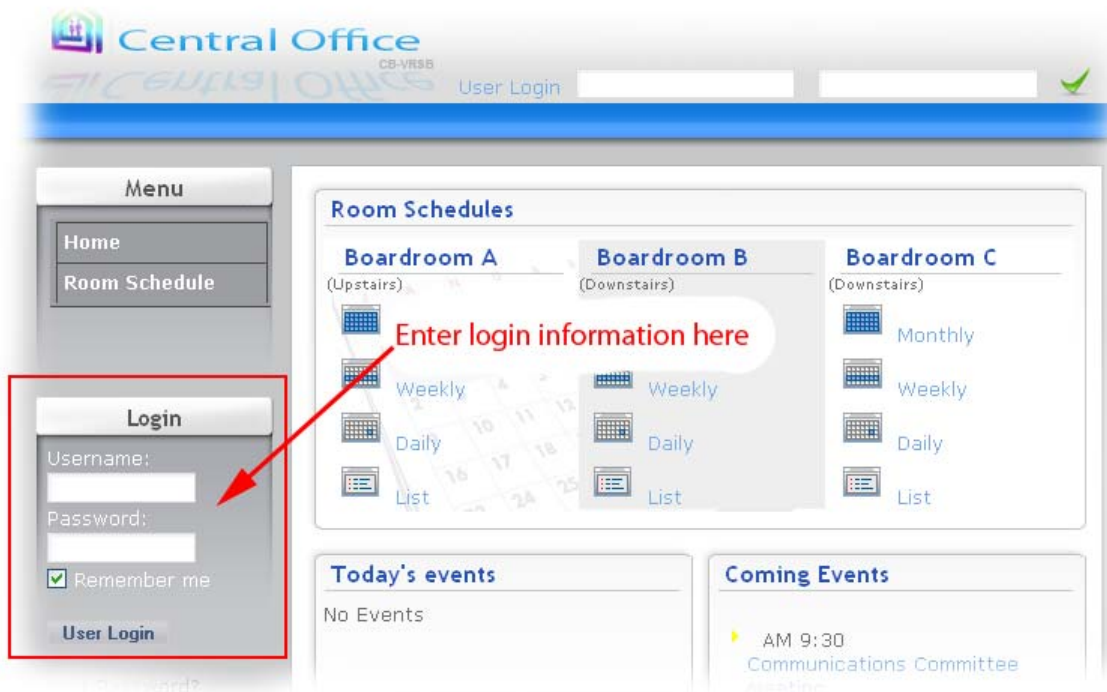 Central Office
CB-VRSB
User Login
Menu
Home
Room Schedule
Login
Username:
Password:
Remember me
User Login
Password?
Room Schedules
Boardroom A
(Upstairs)
Weekly
Daily
List
Boardroom B
(Downstairs)
Weekly
Daily
List
Boardroom C
(Downstairs)
Monthly
Weekly
Daily
List
Enter login information here
Today's events
No Events
Coming Events
AM 9:30
Communications Committee
Meeting